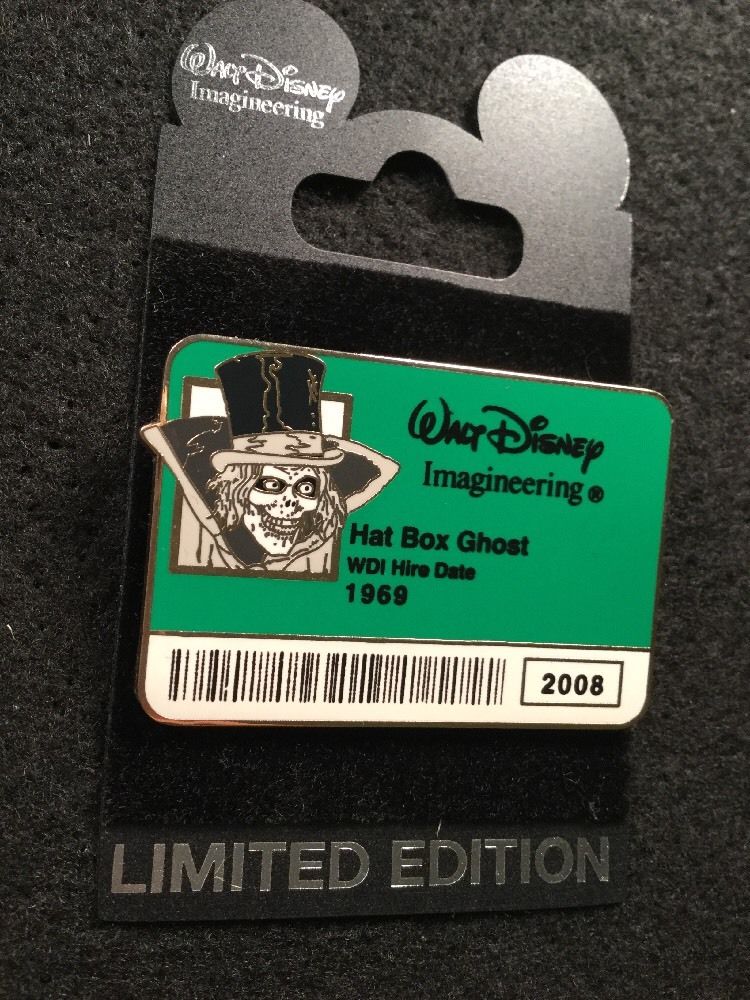 Walt Disney
Imagineering
Walt Disney
Imagineering ®
Hat Box Ghost
WDI Hire Date
1969
2008
LIMITED EDITION